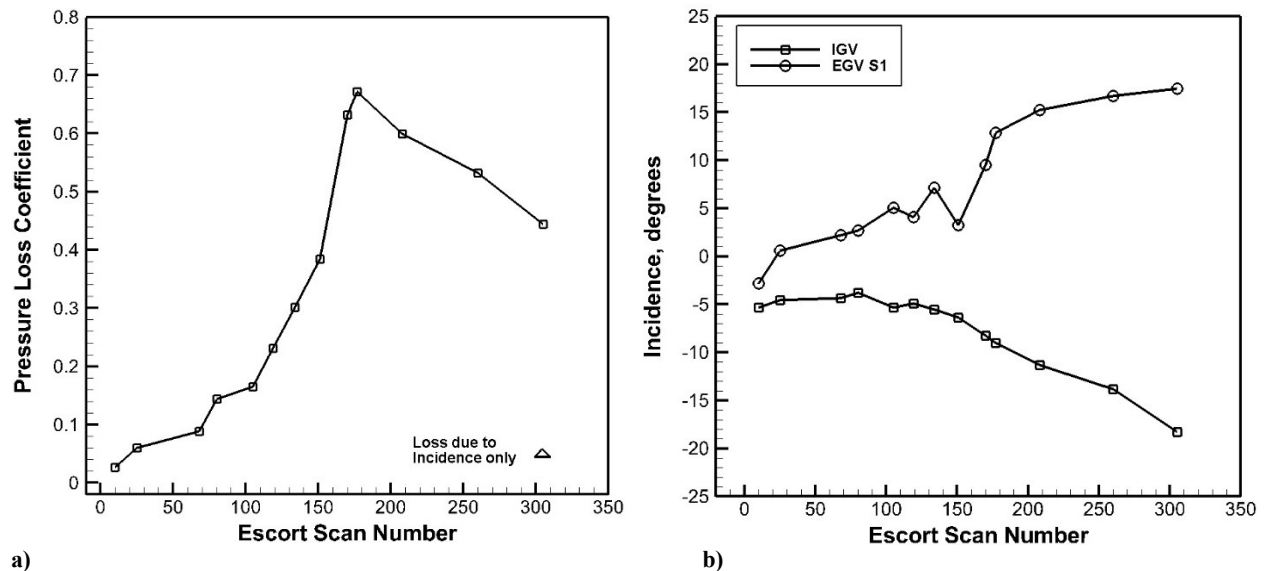 0.8
0.7
0.6
0.5
0.4
0.3
0.2
0.1
0
Pressure Loss Coefficient
Loss due to
Incidence only
0 50 100 150 200 250 300 350
Escort Scan Number
a)
25
20
15
10
5
0
-5
-10
-15
-20
-25
Incidence, degrees
IGV
EGV S1
0 50 100 150 200 250 300 350
Escort Scan Number
b)